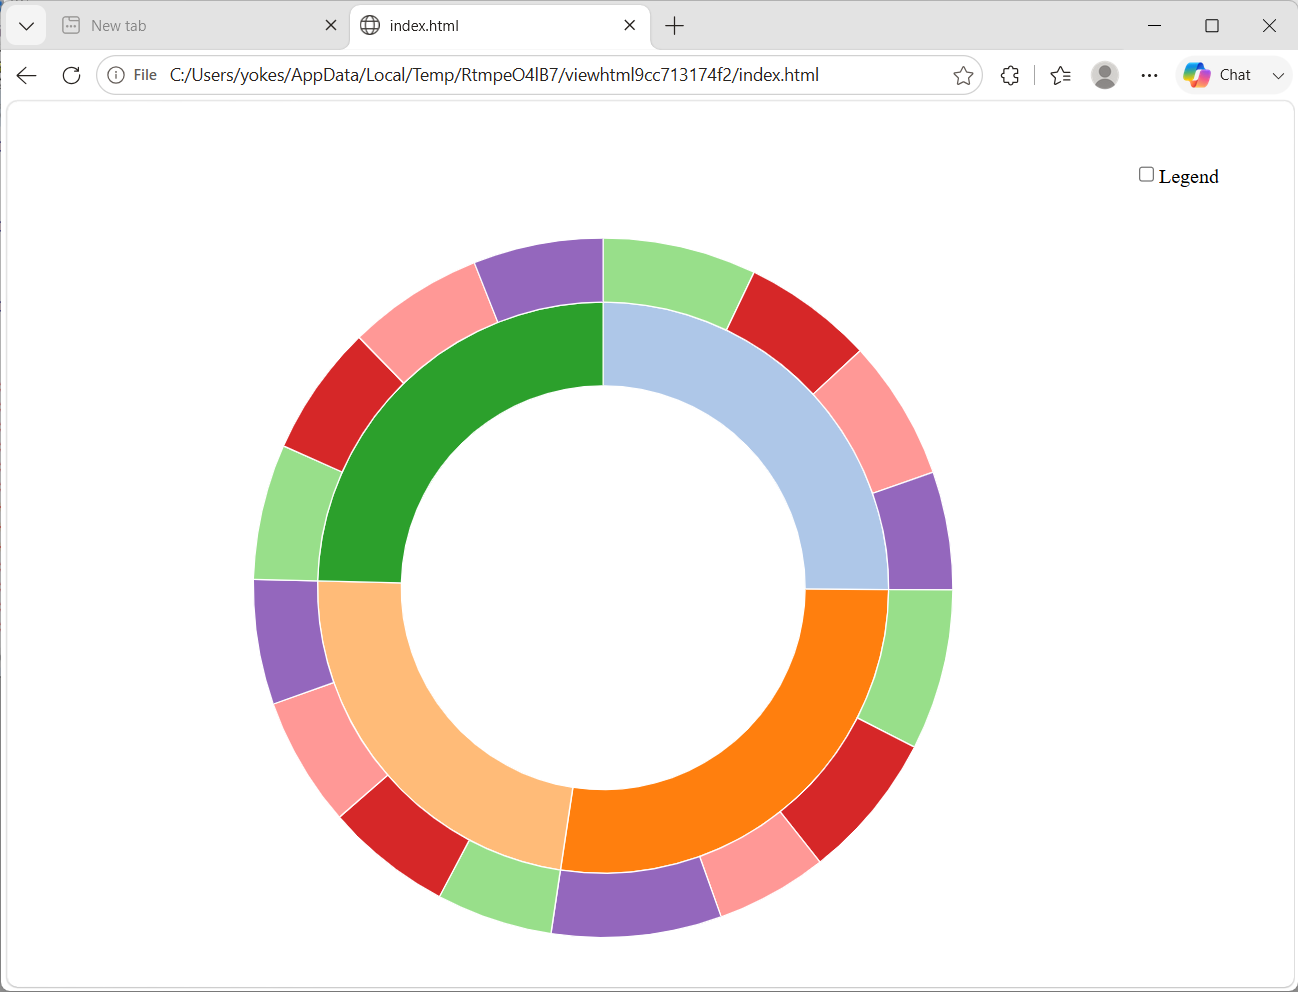 New tab
index.html
File
C:/Users/yokes/AppData/Local/Temp/RtmpeO4lB7/viewhtml9cc713174f2/index.html
Chat
Legend